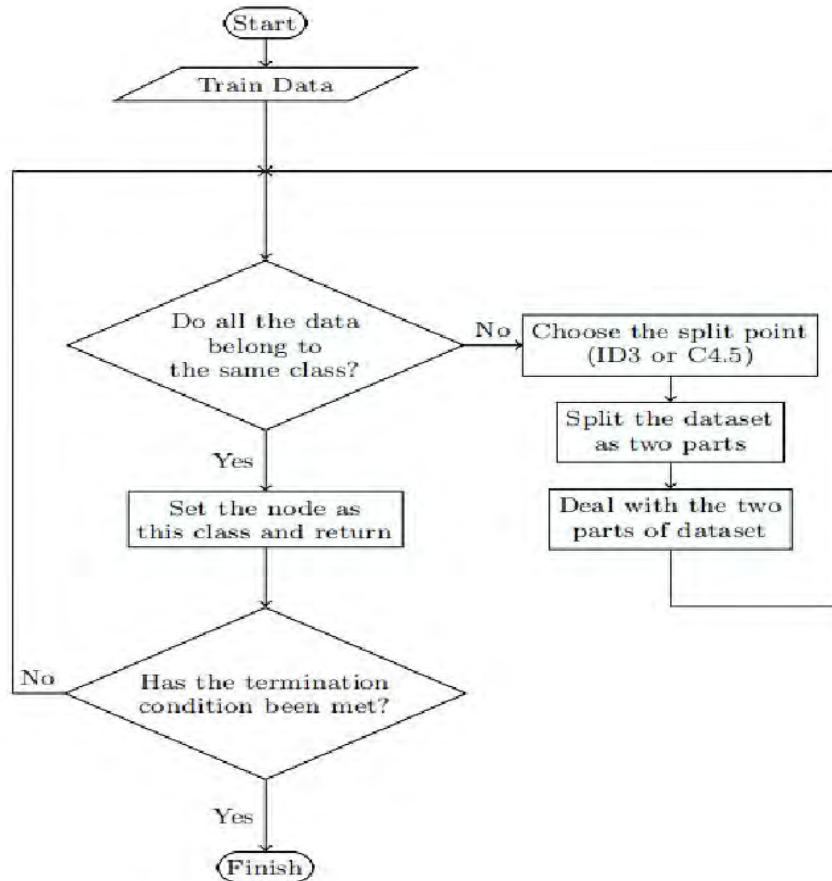 Start
Train Data
Do all the data
belong to
the same class?
No
Choose the split point
(ID3 or C4.5)
Split the dataset
as two parts
Deal with the two
parts of dataset
Yes
Set the node as
this class and return
No
Has the termination
condition been met?
Yes
Finish